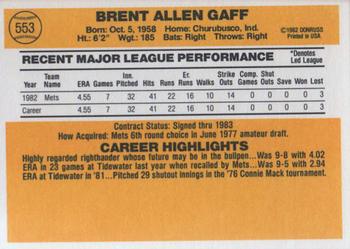 553
BRENT ALLEN GAFF
Born: Oct. 5, 1958 Home: Churubusco, Ind.
Ht.: 6'2" Wgt.: 185 Bats: Right Throws: Right
©1982 DONRUSS
PRINTED IN USA
RECENT MAJOR LEAGUE PERFORMANCE
*Denotes Led League
Year Team Name ERA Games Inn. Pitched Hits Runs Er. Runs Walks Strike Outs Shut Outs Save Won Lost
1982 Mets 4.55 7 32 41 22 16 10 14 0 0 0 3
Career 4.55 7 32 41 22 16 10 14 0 0 0 3
Contract Status: Signed thru 1983
How Acquired: Mets 6th round choice in June 1977 amateur draft.
CAREER HIGHLIGHTS
Highly regarded righthander whose future may be in the bullpen...Was 9-8 with 4.02
ERA in 23 games at Tidewater last year when recalled by Mets...Was 9-5 with 2.94
ERA at Tidewater in '81...Pitched 29 shutout innings in the '76 Connie Mack tournament.